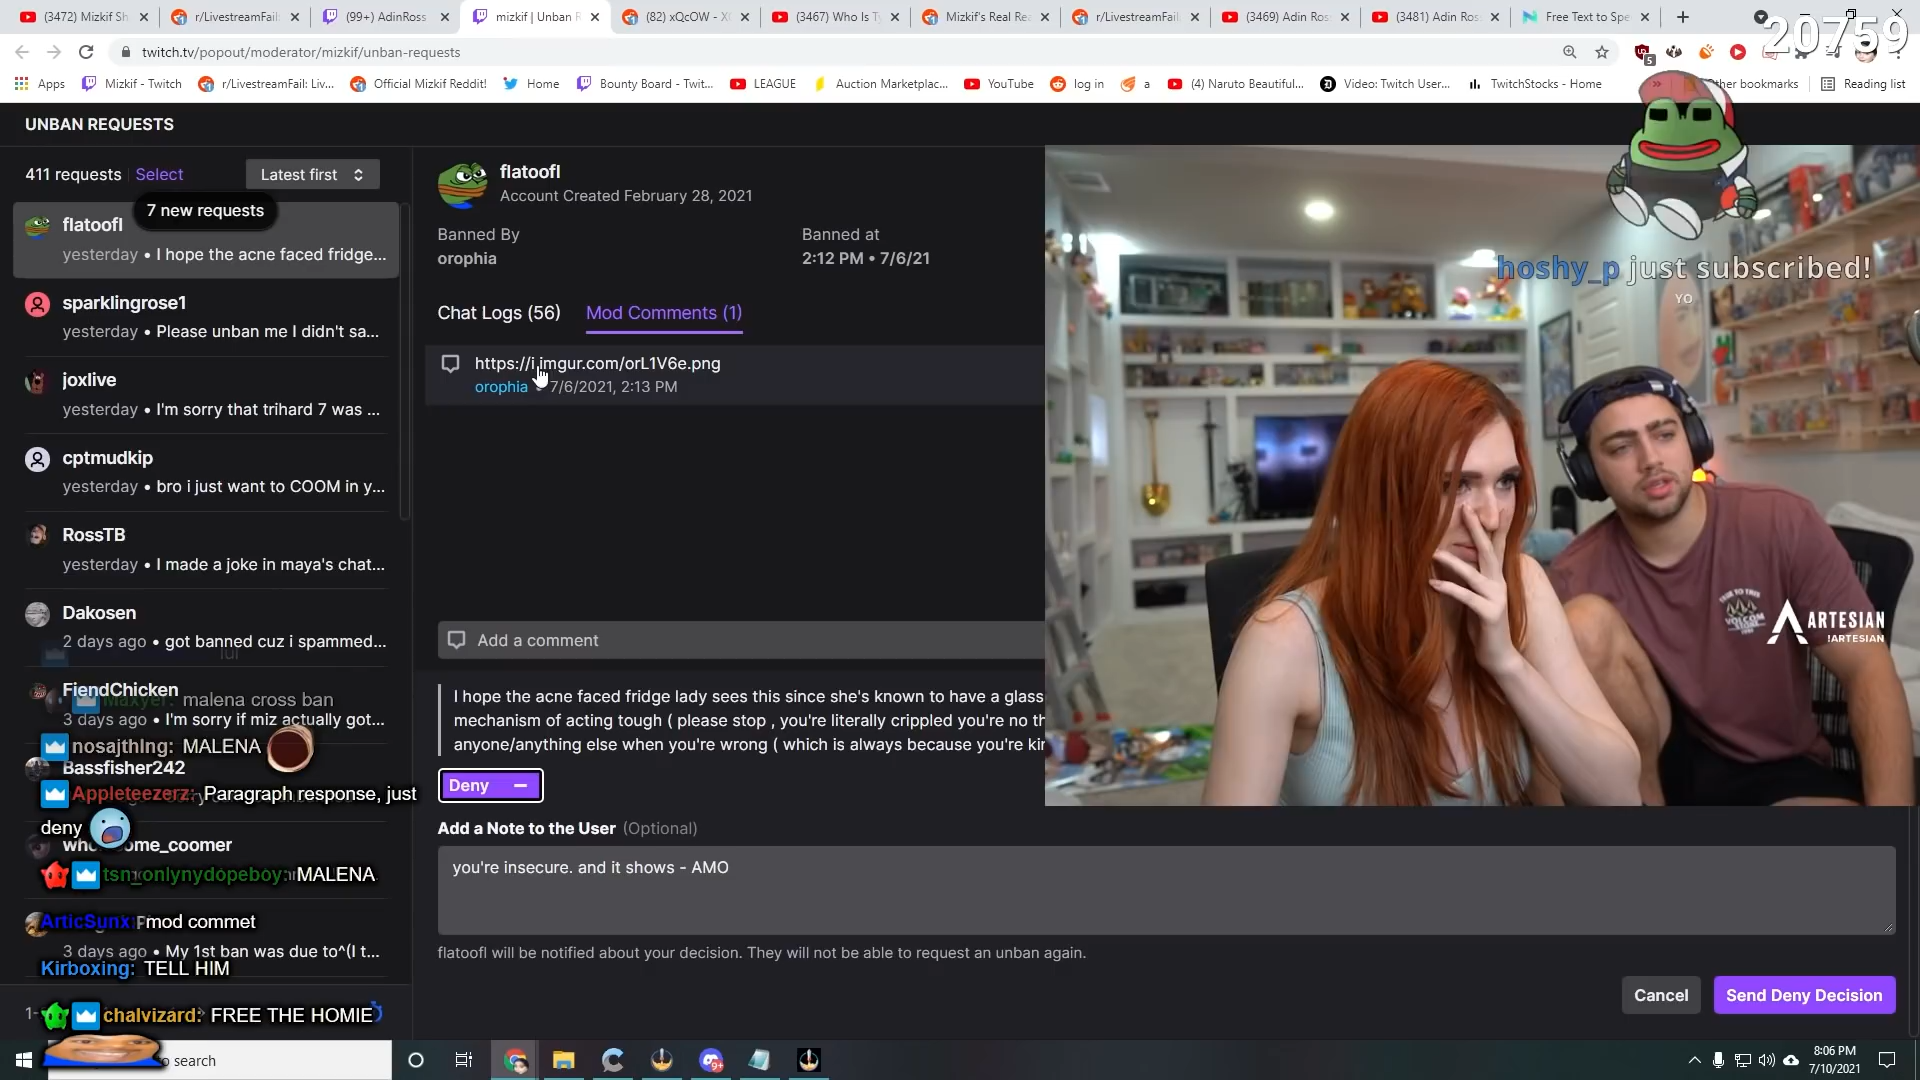 (3472) Mizkif Sh
r/LivestreamFail:
(99+) AdinRoss
mizkif | Unban R
(82) xQcOW - X
(3467) Who Is T
Mizkif's Real Rea
r/LivestreamFail:
(3469) Adin Ros
(3481) Adin Ros
Free Text to Spe
20759
twitch.tv/popout/moderator/mizkif/unban-requests
5
Apps
Mizkif - Twitch
r/LivestreamFail: Liv...
Official Mizkif Reddit!
Home
Bounty Board - Twit...
LEAGUE
Auction Marketplac...
YouTube
log in
a
(4) Naruto Beautiful...
Video: Twitch User...
TwitchStocks - Home
»
bookmarks
Reading list
UNBAN REQUESTS
411 requests
Select
Latest first
7 new requests
flatoofl
yesterday • I hope the acne faced fridge...
sparklingrose1
yesterday • Please unban me I didn't sa...
joxlive
yesterday • I'm sorry that trihard 7 was ...
cptmudkip
yesterday • bro i just want to COOM in y...
RossTB
yesterday • I made a joke in maya's chat...
Dakosen
2 days ago • got banned cuz i spammed...
FiendChicken
malena cross ban
3 days ago • I'm sorry if miz actually got...
nosajthing: MALENA
Bassfisher242
Appleteezerz: Paragraph response, just
deny
ome_coomer
tsn_onlynydopeboy: MALENA
ArticSunx: mod commet
3 days ago • My 1st ban was due to^(I t...
Kirboxing: TELL HIM
chalvizard: FREE THE HOMIE
flatoofl
Account Created February 28, 2021
Banned By
orophia
Banned at
2:12 PM • 7/6/21
Chat Logs (56)
Mod Comments (1)
https://i.imgur.com/orL1V6e.png
orophia • 7/6/2021, 2:13 PM
Add a comment
I hope the acne faced fridge lady sees this since she's known to have a glass
mechanism of acting tough ( please stop , you're literally crippled you're no th
anyone/anything else when you're wrong ( which is always because you're kin
Deny
Add a Note to the User (Optional)
you're insecure. and it shows - AMO
flatoofl will be notified about your decision. They will not be able to request an unban again.
Cancel
Send Deny Decision
hoshy_p just subscribed!
YO
ARTESIAN
!ARTESIAN
to search
9+
8:06 PM
7/10/2021